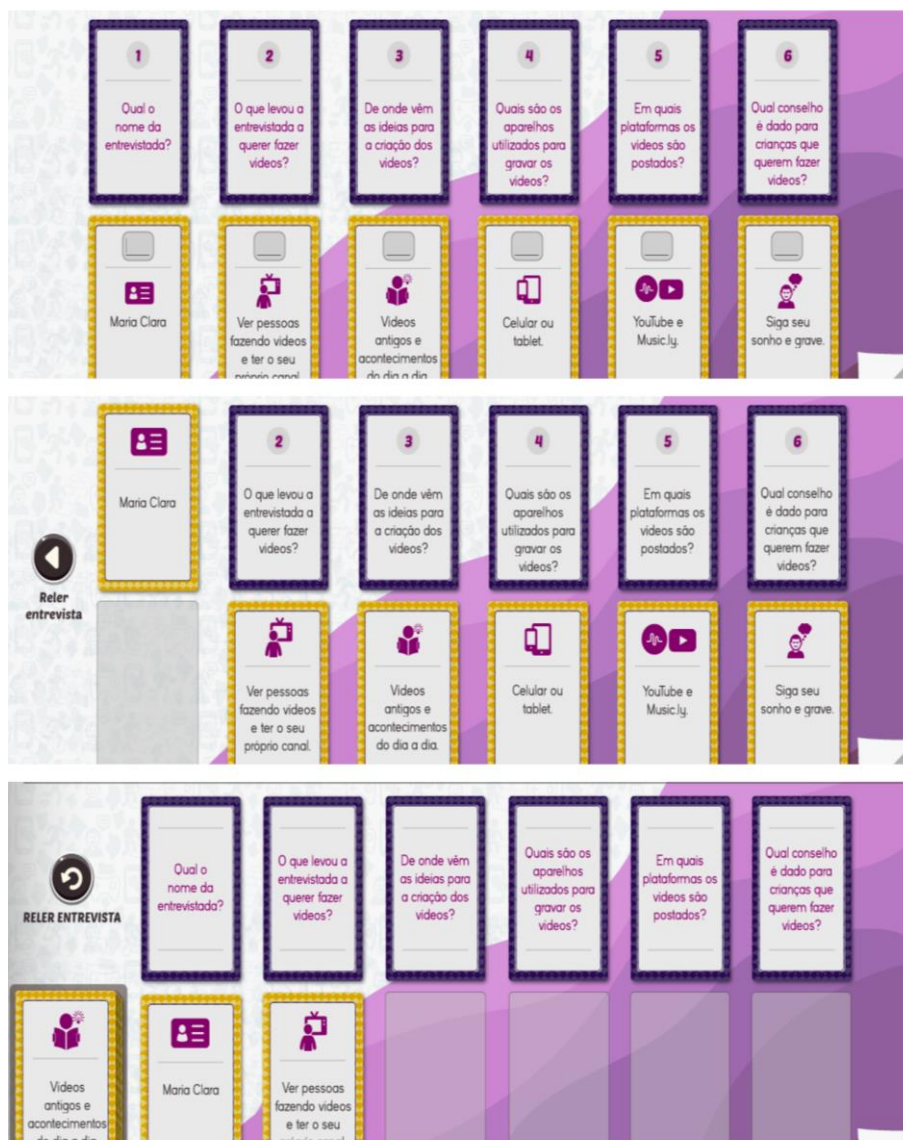 1
Qual o
nome da
entrevistada?
2
O que levou a
entrevistada a
querer fazer
vídeos?
3
De onde vêm
as ideias para
a criação dos
vídeos?
4
Quais são os
aparelhos
utilizados para
gravar os
vídeos?
5
Em quais
plataformas os
vídeos são
postados?
6
Qual conselho
é dado para
crianças que
querem fazer
vídeos?
Maria Clara
Ver pessoas
fazendo vídeos
e ter o seu
próprio canal.
Vídeos
antigos e
acontecimentos
do dia a dia.
Celular ou
tablet.
YouTube e
Music.ly.
Siga seu
sonho e grave.
Maria Clara
2
O que levou a
entrevistada a
querer fazer
vídeos?
3
De onde vêm
as ideias para
a criação dos
vídeos?
4
Quais são os
aparelhos
utilizados para
gravar os
vídeos?
5
Em quais
plataformas os
vídeos são
postados?
6
Qual conselho
é dado para
crianças que
querem fazer
vídeos?
Reler
entrevista
Ver pessoas
fazendo vídeos
e ter o seu
próprio canal.
Vídeos
antigos e
acontecimentos
do dia a dia.
Celular ou
tablet.
YouTube e
Music.ly.
Siga seu
sonho e grave.
RELER ENTREVISTA
Qual o
nome da
entrevistada?
O que levou a
entrevistada a
querer fazer
vídeos?
De onde vêm
as ideias para
a criação dos
vídeos?
Quais são os
aparelhos
utilizados para
gravar os
vídeos?
Em quais
plataformas os
vídeos são
postados?
Qual conselho
é dado para
crianças que
querem fazer
vídeos?
Vídeos
antigos e
acontecimentos
do dia a dia.
Maria Clara
Ver pessoas
fazendo vídeos
e ter o seu
próprio canal.